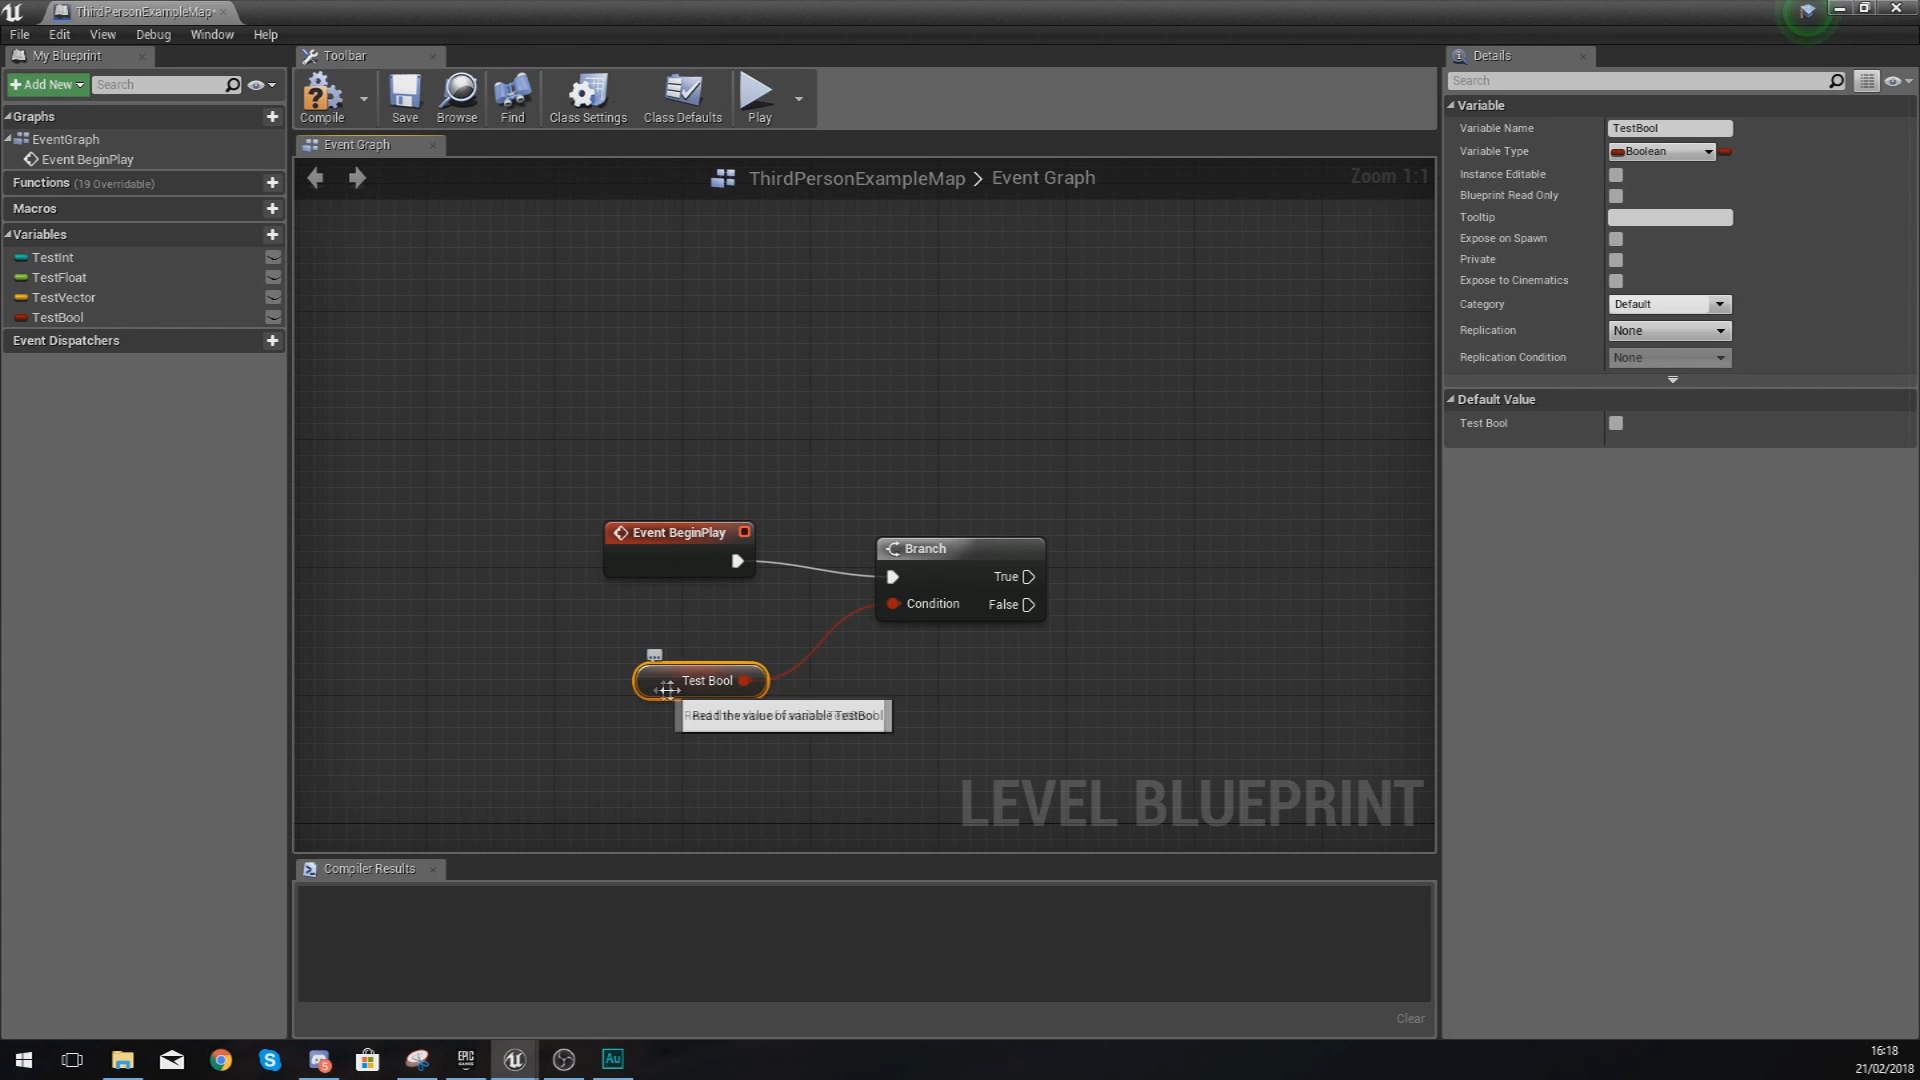 ThirdPersonExampleMap*
File Edit View Debug Window Help
My Blueprint
Toolbar
Details
Add New
Search
Compile
Save
Browse
Find
Class Settings
Class Defaults
Play
Search
Graphs
EventGraph
Event BeginPlay
Functions (19 Overridable)
Macros
Variables
TestInt
TestFloat
TestVector
TestBool
Event Dispatchers
Event Graph
ThirdPersonExampleMap > Event Graph
Zoom 1:1
Event BeginPlay
Branch
True
Condition
False
Test Bool
Read the value of variable TestBool
LEVEL BLUEPRINT
Compiler Results
Clear
Variable
Variable Name TestBool
Variable Type Boolean
Instance Editable
Blueprint Read Only
Tooltip
Expose on Spawn
Private
Expose to Cinematics
Category Default
Replication None
Replication Condition None
Default Value
Test Bool
5
EPIC
GAMES
Au
16:18
21/02/2018